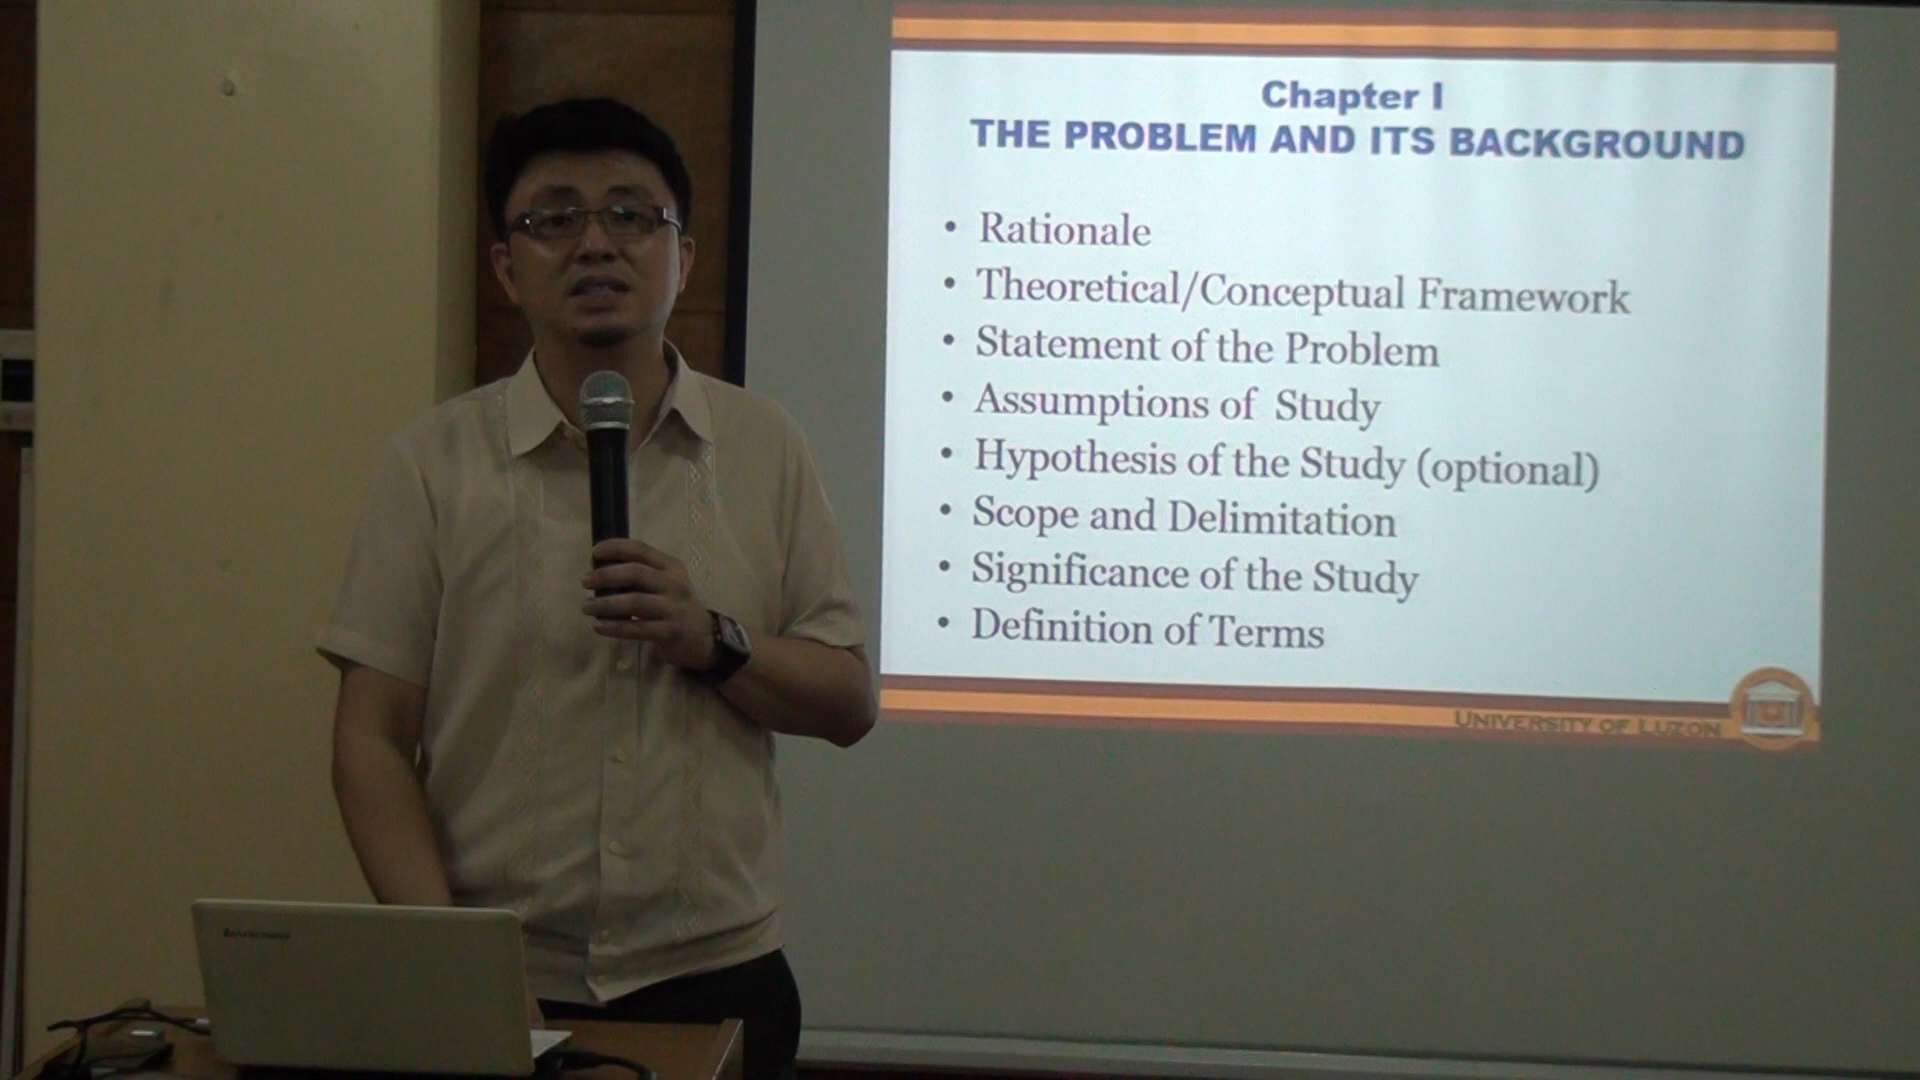 Chapter I
THE PROBLEM AND ITS BACKGROUND
• Rationale
• Theoretical/Conceptual Framework
• Statement of the Problem
• Assumptions of Study
• Hypothesis of the Study (optional)
• Scope and Delimitation
• Significance of the Study
• Definition of Terms
UNIVERSITY OF LUZON
lenovo